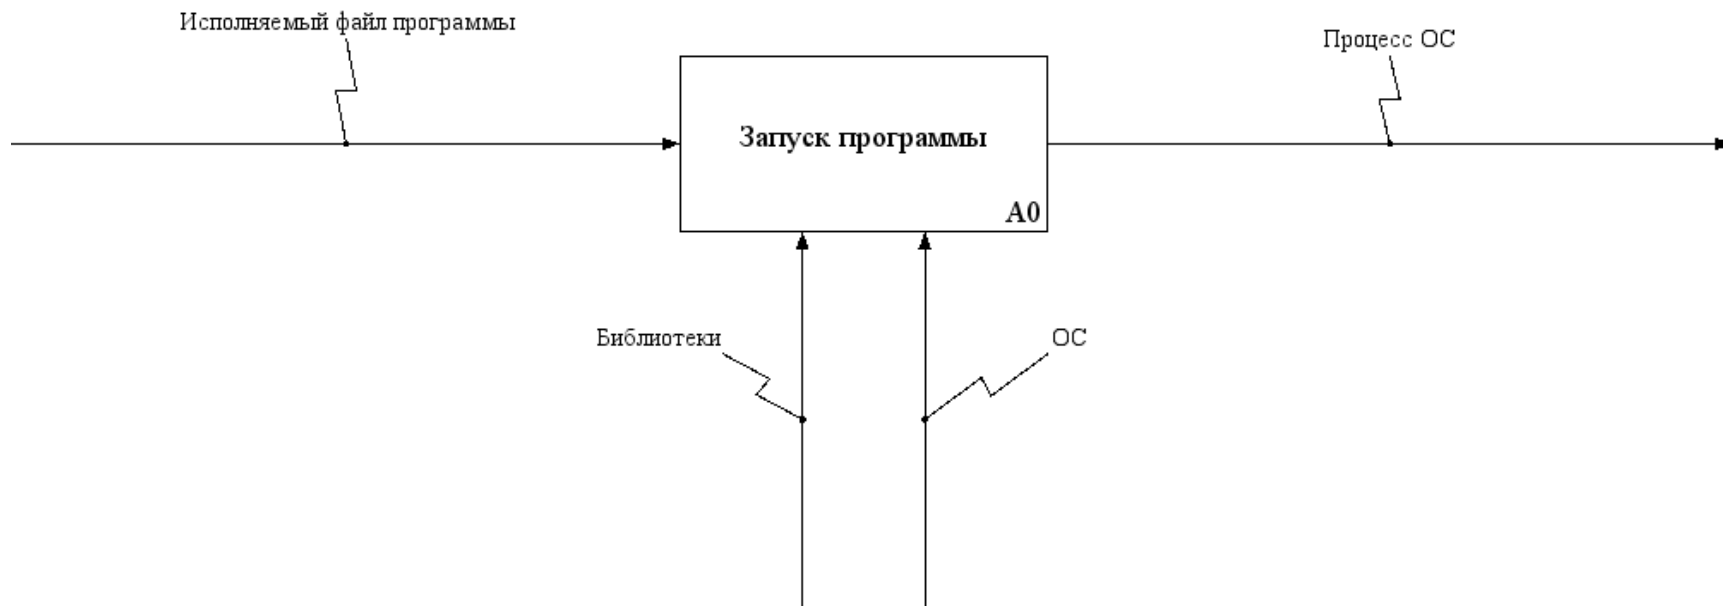 Исполняемый файл программы
Процесс ОС
Запуск программы
A0
Библиотеки
ОС